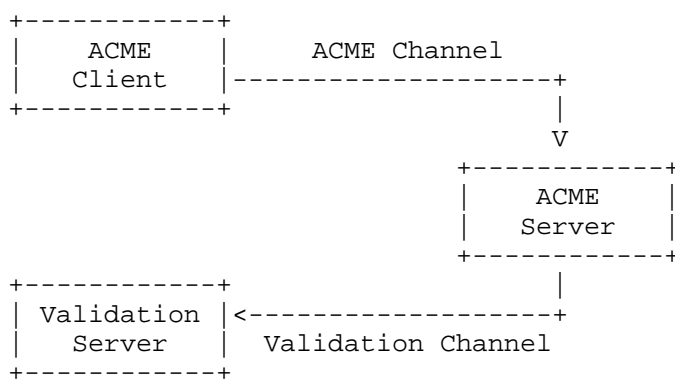 ACME
Client
ACME Channel
ACME
Server
Validation
Server
Validation Channel